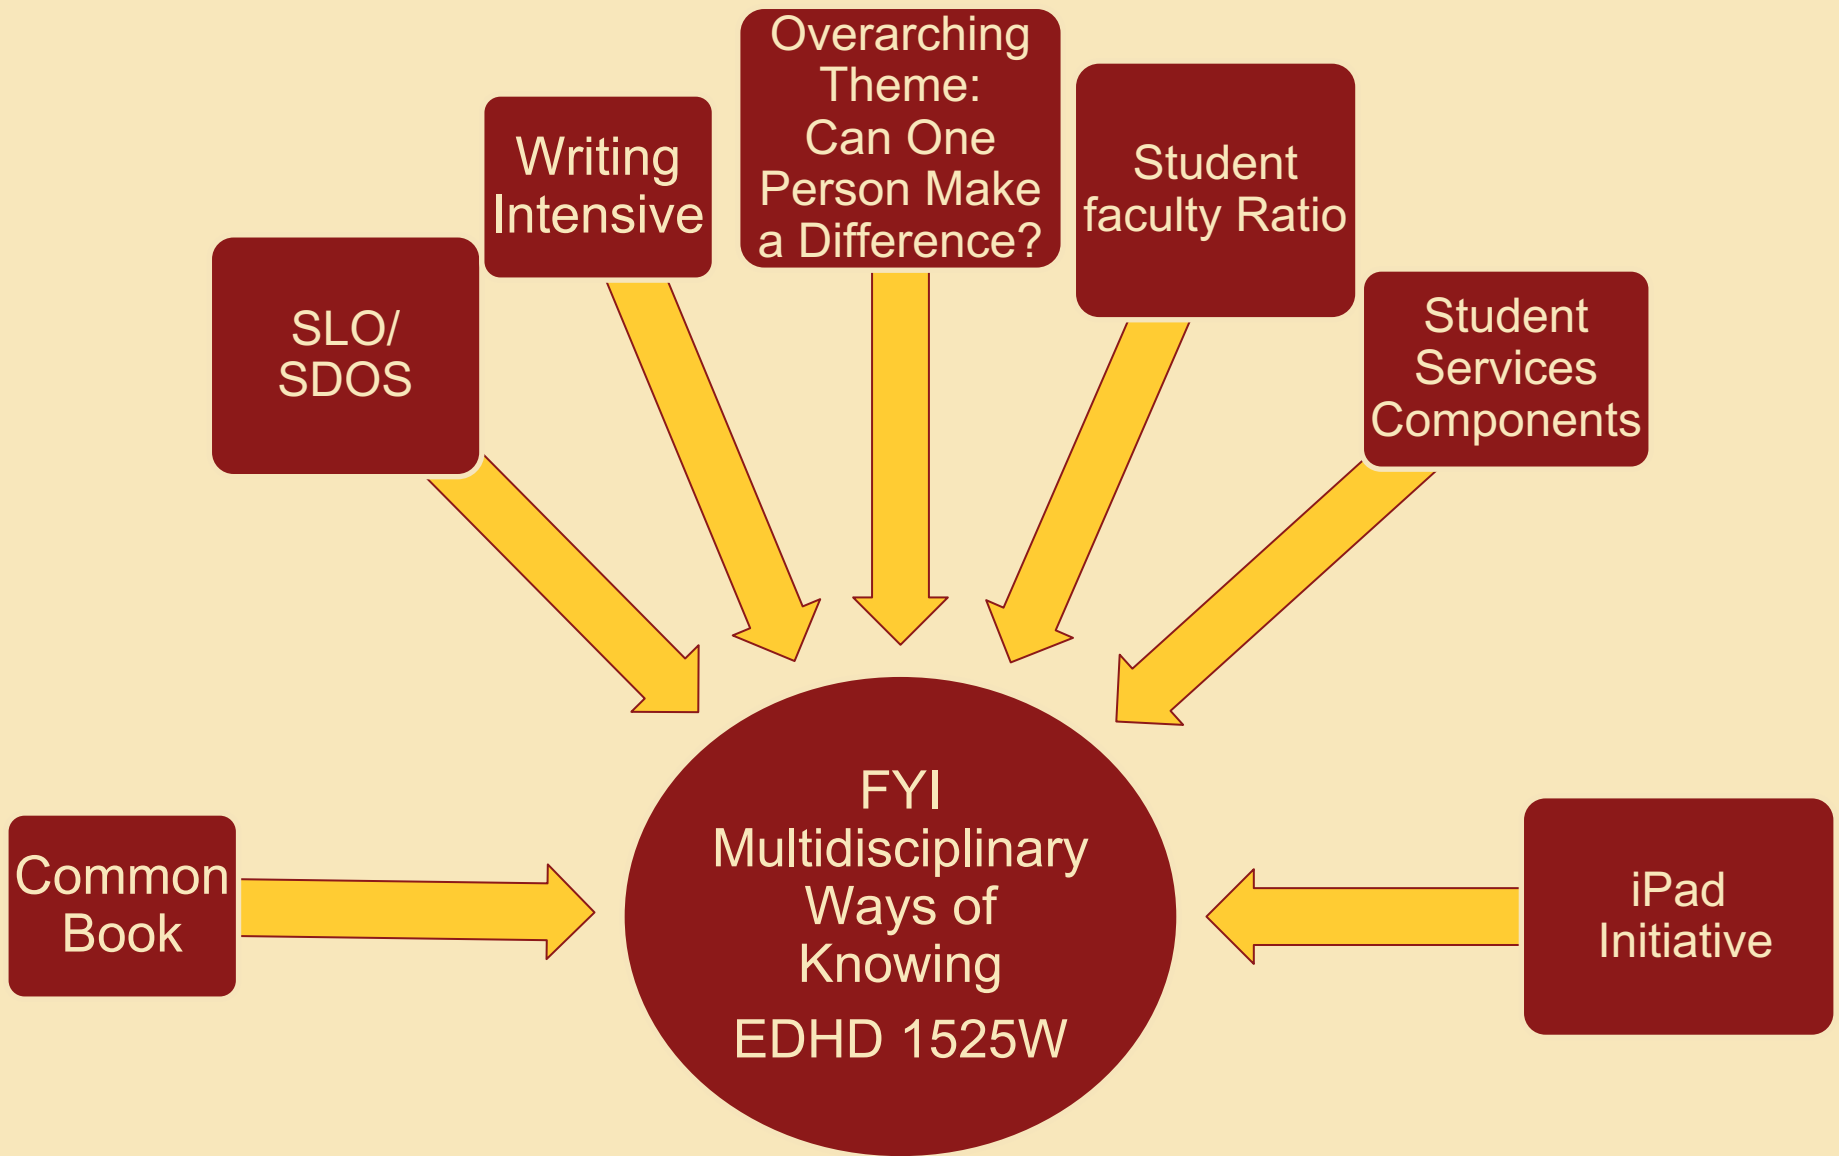 Overarching
Theme:
Can One
Person Make
a Difference?
Writing
Intensive
Student
faculty Ratio
SLO/
SDOS
Student
Services
Components
Common
Book
FYI
Multidisciplinary
Ways of
Knowing
EDHD 1525W
iPad
Initiative